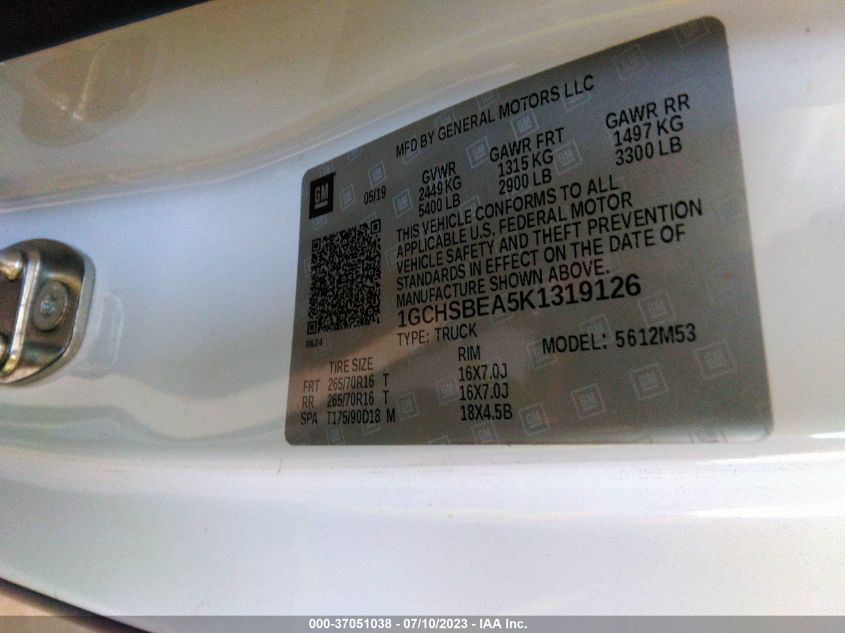 MFD BY GENERAL MOTORS LLC
GM
05/19
GVWR
2449 KG
5400 LB
GAWR FRT
1315 KG
2900 LB
GAWR RR
1497 KG
3300 LB
THIS VEHICLE CONFORMS TO ALL
APPLICABLE U.S. FEDERAL MOTOR
VEHICLE SAFETY AND THEFT PREVENTION
STANDARDS IN EFFECT ON THE DATE OF
MANUFACTURE SHOWN ABOVE.
1GCHSBEA5K1319126
0624
TYPE: TRUCK
MODEL: 5612M53
TIRE SIZE RIM
FRT 265/70R16 T 16X7.0J
RR 265/70R16 T 16X7.0J
SPA T175/90D18 M 18X4.5B
000-37051038 - 07/10/2023 - IAA Inc.